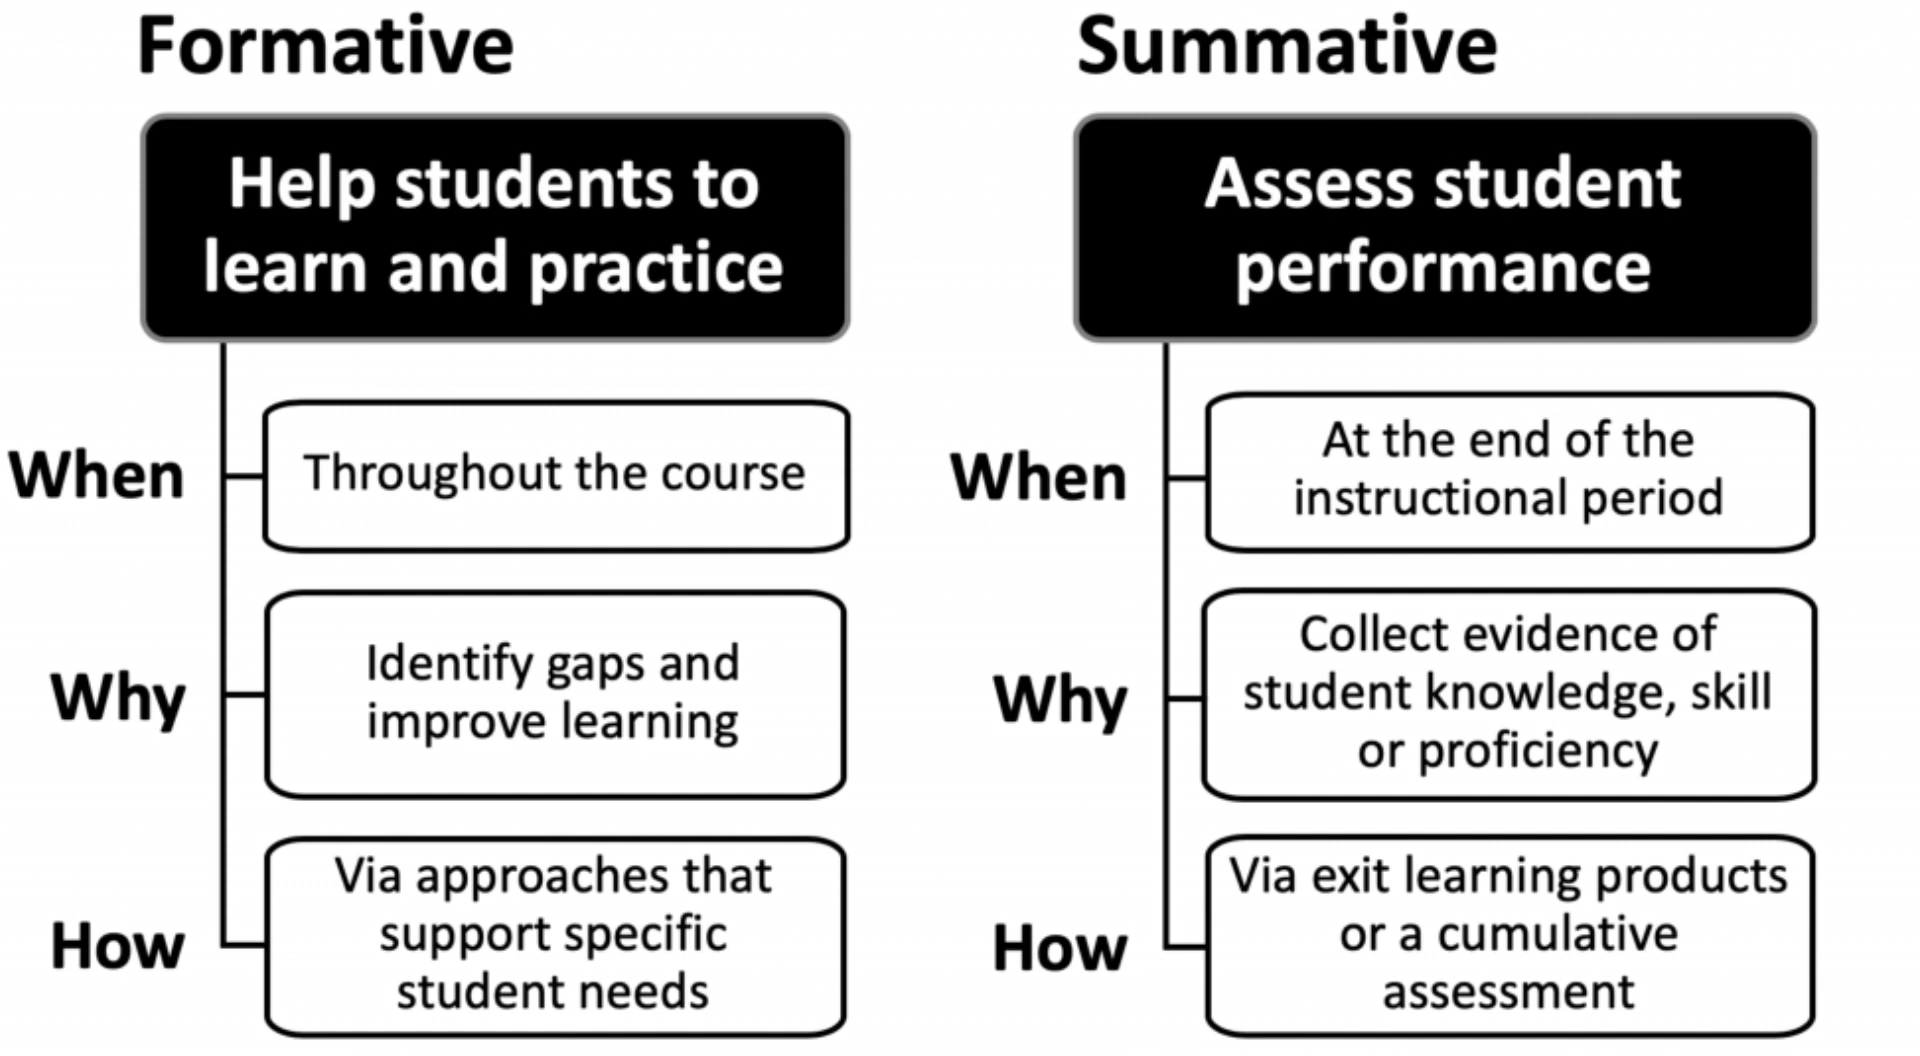 Formative
Help students to
learn and practice
When
Throughout the course
Why
Identify gaps and
improve learning
How
Via approaches that
support specific
student needs
Summative
Assess student
performance
When
At the end of the
instructional period
Why
Collect evidence of
student knowledge, skill
or proficiency
How
Via exit learning products
or a cumulative
assessment